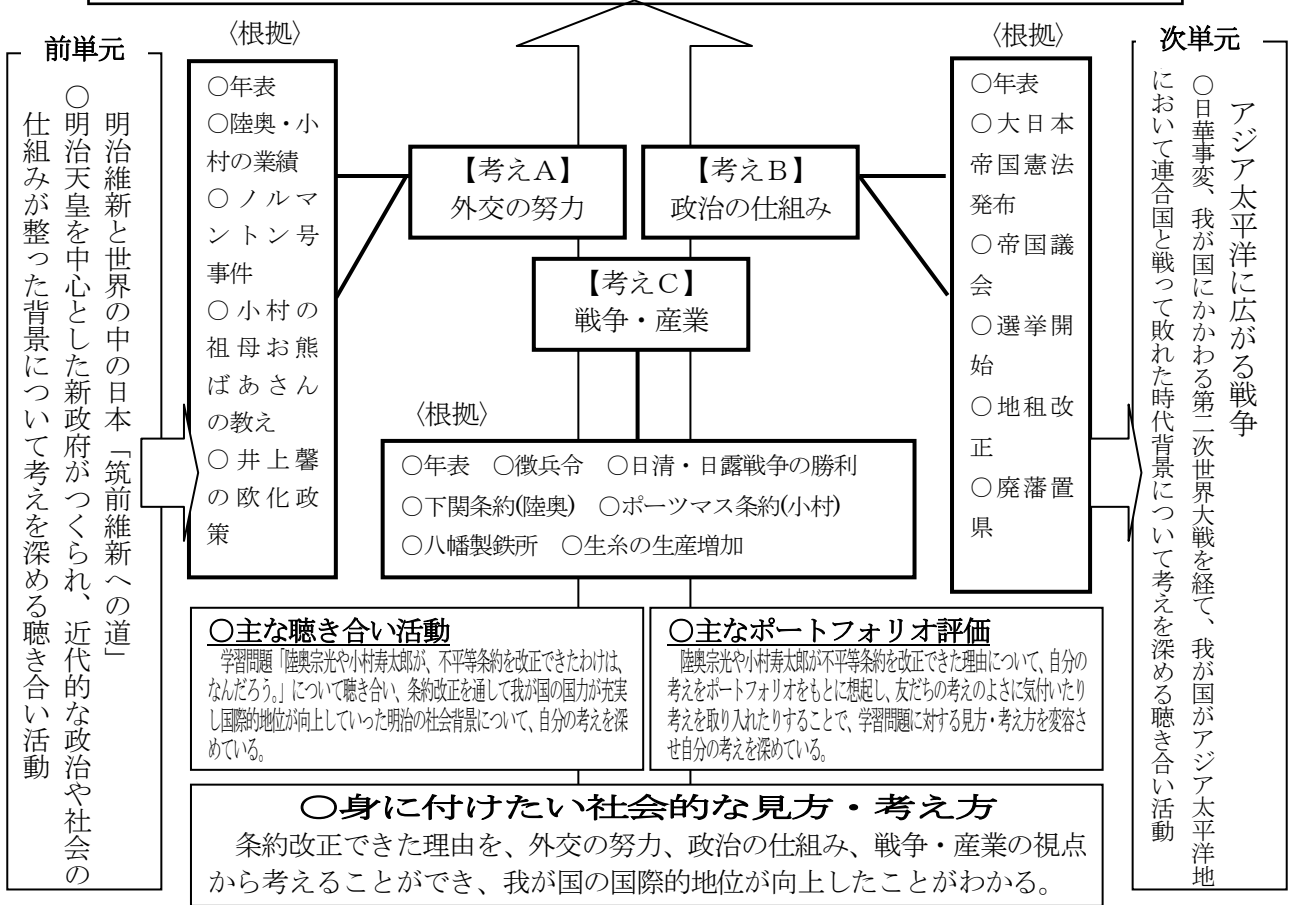 前単元
明治維新と世界の中の日本「筑前維新への道」
○明治天皇を中心とした新政府がつくられ、近代的な政治や社会の
仕組みが整った背景について考えを深める聴き合い活動
〈根拠〉
○年表
○陸奥・小
村の業績
○ノルマ
ントン号
事件
○小村の
祖母お熊
ばあさん
の教え
○井上馨
の欧化政
策
【考えA】
外交の努力
【考えB】
政治の仕組み
【考えC】
戦争・産業
〈根拠〉
○年表 ○徴兵令 ○日清・日露戦争の勝利
○下関条約(陸奥) ○ポーツマス条約(小村)
○八幡製鉄所 ○生糸の生産増加
〈根拠〉
○年表
○大日本
帝国憲法
発布
○帝国議
会
○選挙開
始
○地租改
正
○廃藩置
県
次単元
アジア太平洋に広がる戦争
○日華事変、我が国にかかわる第二次世界大戦を経て、我が国がアジア太平洋地
において連合国と戦って敗れた時代背景について考えを深める聴き合い活動
○主な聴き合い活動
学習問題「陸奥宗光や小村寿太郎が、不平等条約を改正できたわけは、
なんだろう。」について聴き合い、条約改正を通して我が国の国力が充実
し国際的地位が向上していった明治の社会背景について、自分の考えを深
めている。
○主なポートフォリオ評価
陸奥宗光や小村寿太郎が不平等条約を改正できた理由について、自分の
考えをポートフォリオをもとに想起し、友だちの考えのよさに気付いたり
考えを取り入れたりすることで、学習問題に対する見方・考え方を変容さ
せ自分の考えを深めている。
○身に付けたい社会的な見方・考え方
条約改正できた理由を、外交の努力、政治の仕組み、戦争・産業の視点
から考えることができ、我が国の国際的地位が向上したことがわかる。